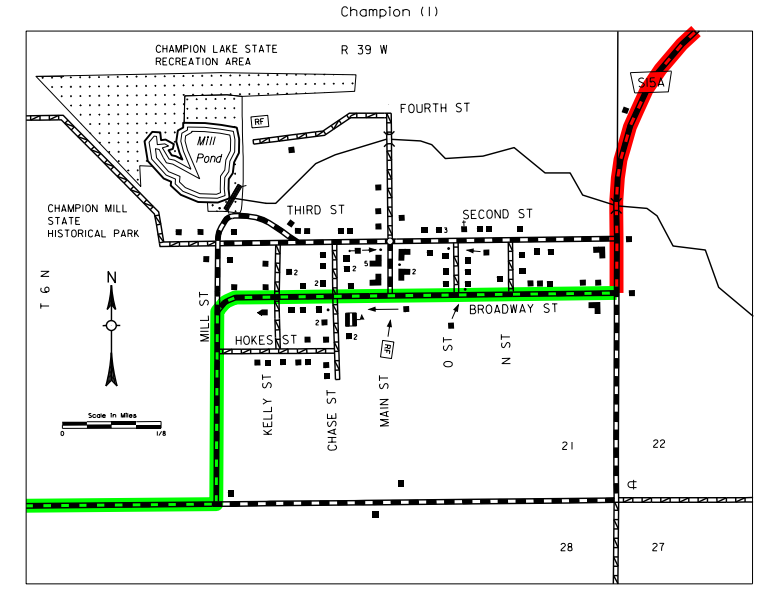 Champion (1)
CHAMPION LAKE STATE
RECREATION AREA
R 39 W
S15A
FOURTH ST
RF
Mill
Pond
CHAMPION MILL
STATE
HISTORICAL PARK
THIRD ST
SECOND ST
3
T 6 N
N
5
2
2
2
2
MILL ST
BROADWAY ST
2
2
HOKES ST
RF
KELLY ST
CHASE ST
MAIN ST
O ST
N ST
Scale In Miles
0
1/8
21
22
28
27